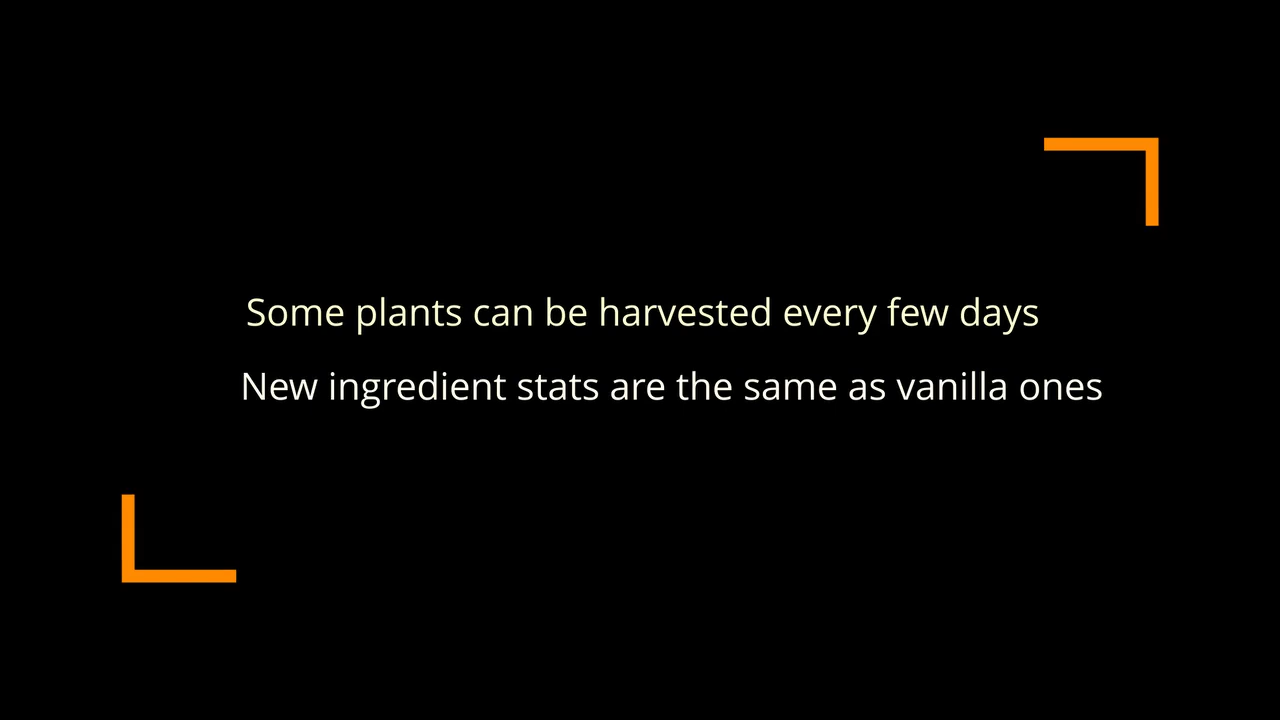 Some plants can be harvested every few days
New ingredient stats are the same as vanilla ones